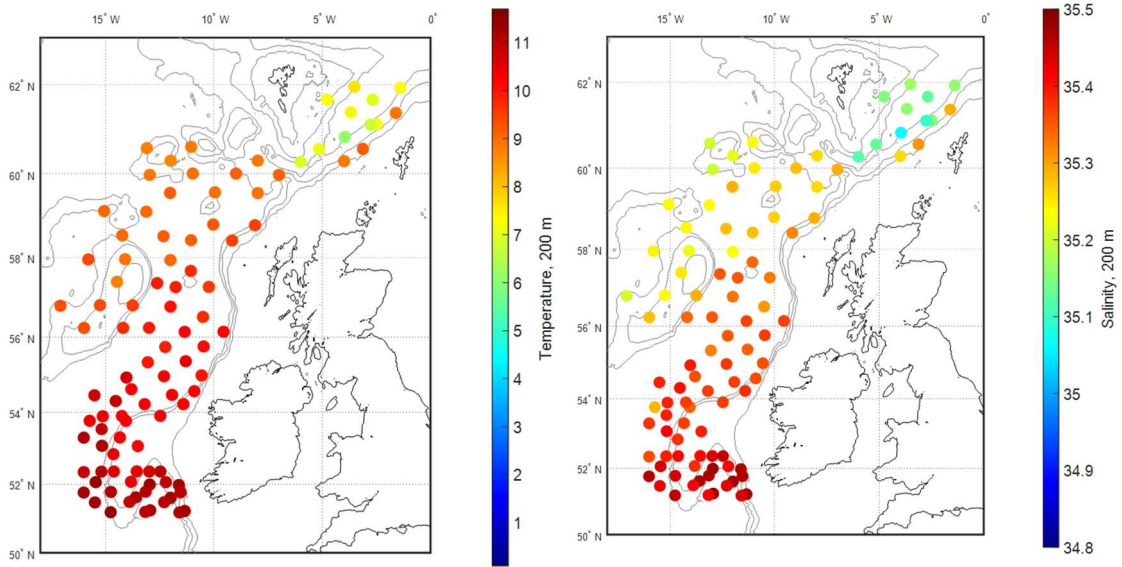 15° W 10° W 5° W 0°
62° N
60° N
58° N
56° N
54° N
52° N
50° N
11
10
9
8
7
6
5
4
3
2
1
Temperature, 200 m
15° W 10° W 5° W 0°
62° N
60° N
58° N
56° N
54° N
52° N
50° N
35.5
35.4
35.3
35.2
35.1
35
34.9
34.8
Salinity, 200 m